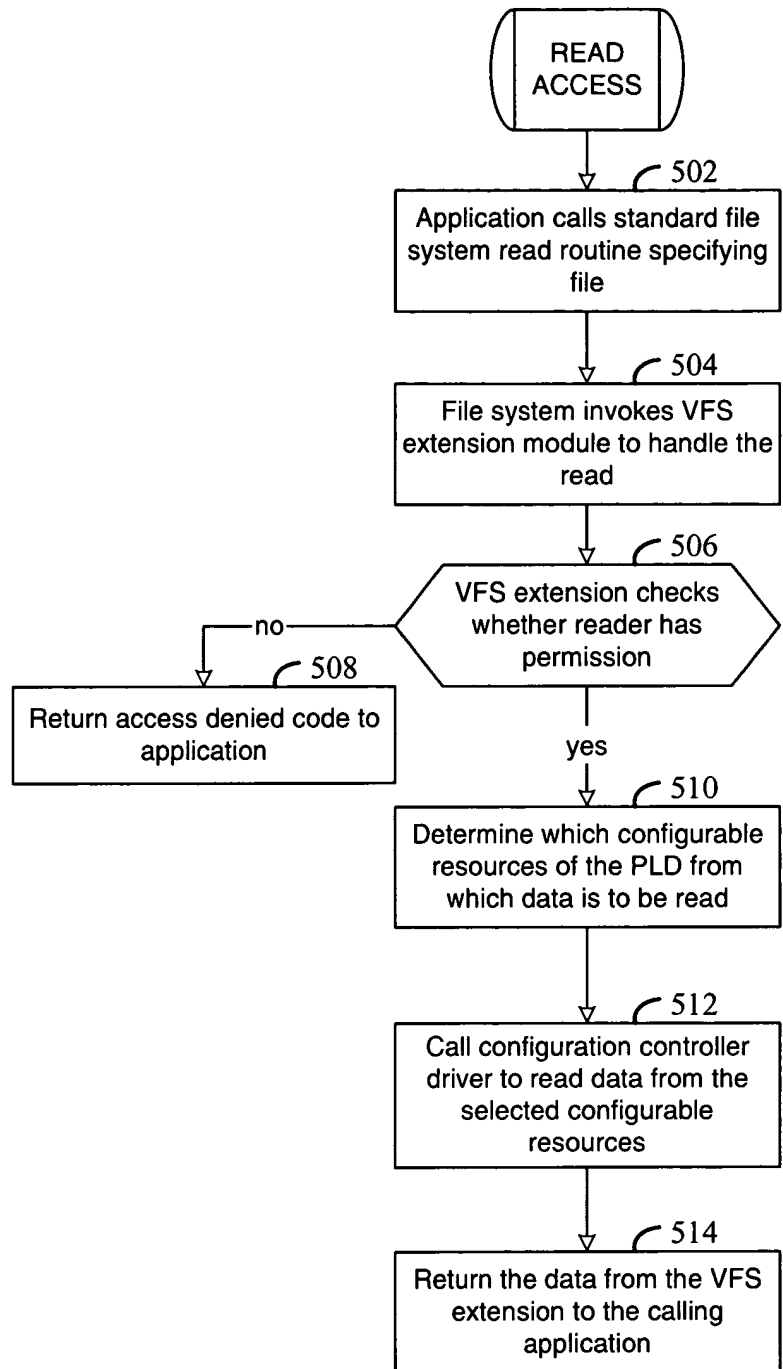 READ
ACCESS
502
Application calls standard file
system read routine specifying
file
504
File system invokes VFS
extension module to handle the
read
506
VFS extension checks
whether reader has
permission
no
508
Return access denied code to
application
yes
510
Determine which configurable
resources of the PLD from
which data is to be read
512
Call configuration controller
driver to read data from the
selected configurable
resources
514
Return the data from the VFS
extension to the calling
application